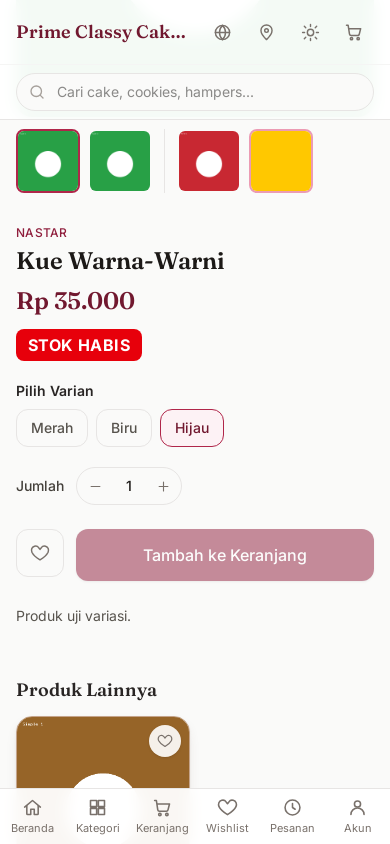 Prime Classy Cak...
Cari cake, cookies, hampers...
NASTAR
Kue Warna-Warni
Rp 35.000
STOK HABIS
Pilih Varian
Merah
Biru
Hijau
Jumlah
1
Tambah ke Keranjang
Produk uji variasi.
Produk Lainnya
Beranda
Kategori
Keranjang
Wishlist
Pesanan
Akun